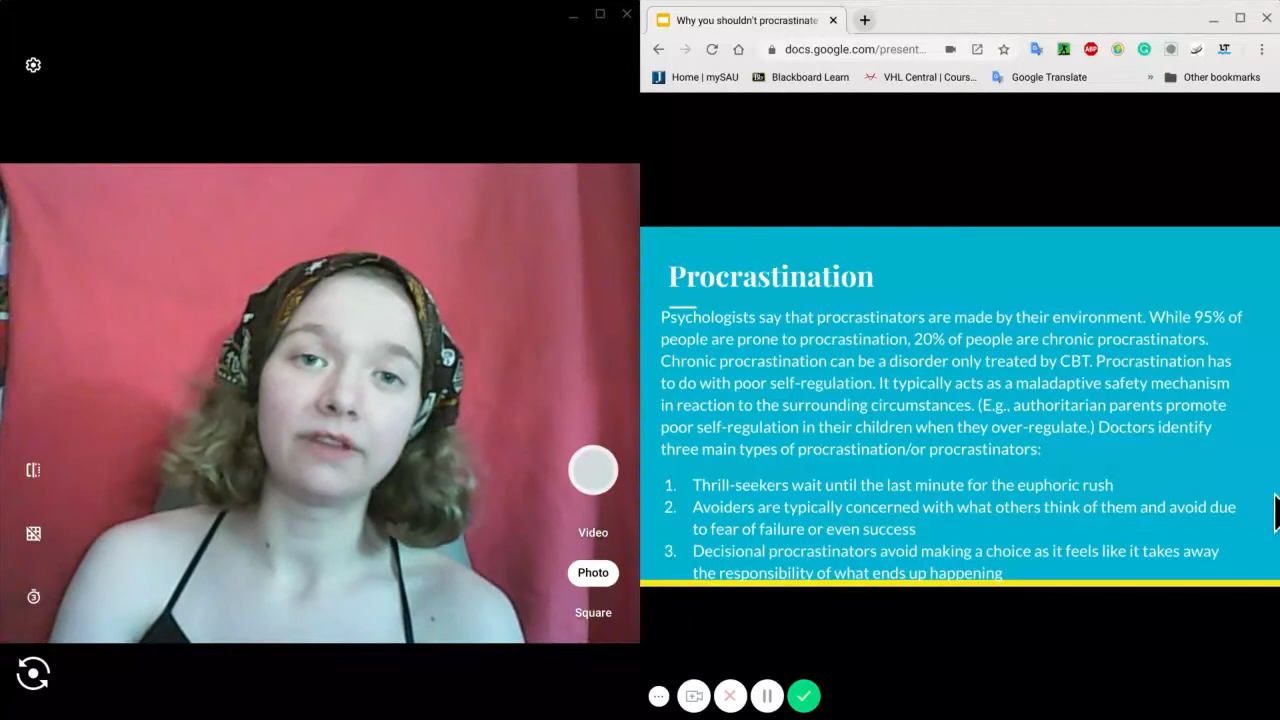 Video
Photo
Square
Why you shouldn't procrastinate
docs.google.com/present...
ABP
LT
Home | mySAU
Bb
Blackboard Learn
VHL Central | Cours...
Google Translate
»
Other bookmarks
Procrastination
Psychologists say that procrastinators are made by their environment. While 95% of
people are prone to procrastination, 20% of people are chronic procrastinators.
Chronic procrastination can be a disorder only treated by CBT. Procrastination has
to do with poor self-regulation. It typically acts as a maladaptive safety mechanism
in reaction to the surrounding circumstances. (E.g., authoritarian parents promote
poor self-regulation in their children when they over-regulate.) Doctors identify
three main types of procrastination/or procrastinators:
1. Thrill-seekers wait until the last minute for the euphoric rush
2. Avoiders are typically concerned with what others think of them and avoid due
to fear of failure or even success
3. Decisional procrastinators avoid making a choice as it feels like it takes away
the responsibility of what ends up happening